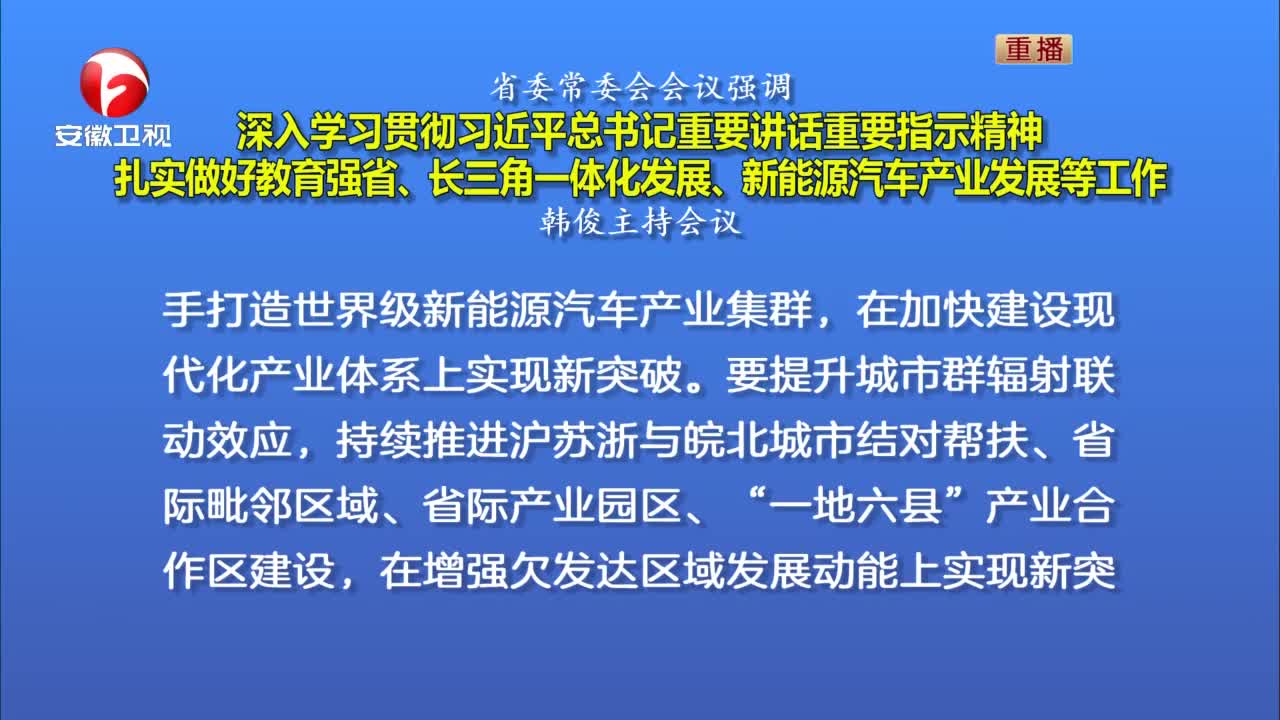 重播
安徽卫视
省委常委会会议强调
深入学习贯彻习近平总书记重要讲话重要指示精神
扎实做好教育强省、长三角一体化发展、新能源汽车产业发展等工作
韩俊主持会议
手打造世界级新能源汽车产业集群，在加快建设现
代化产业体系上实现新突破。要提升城市群辐射联
动效应，持续推进沪苏浙与皖北城市结对帮扶、省
际毗邻区域、省际产业园区、“一地六县”产业合
作区建设，在增强欠发达区域发展动能上实现新突